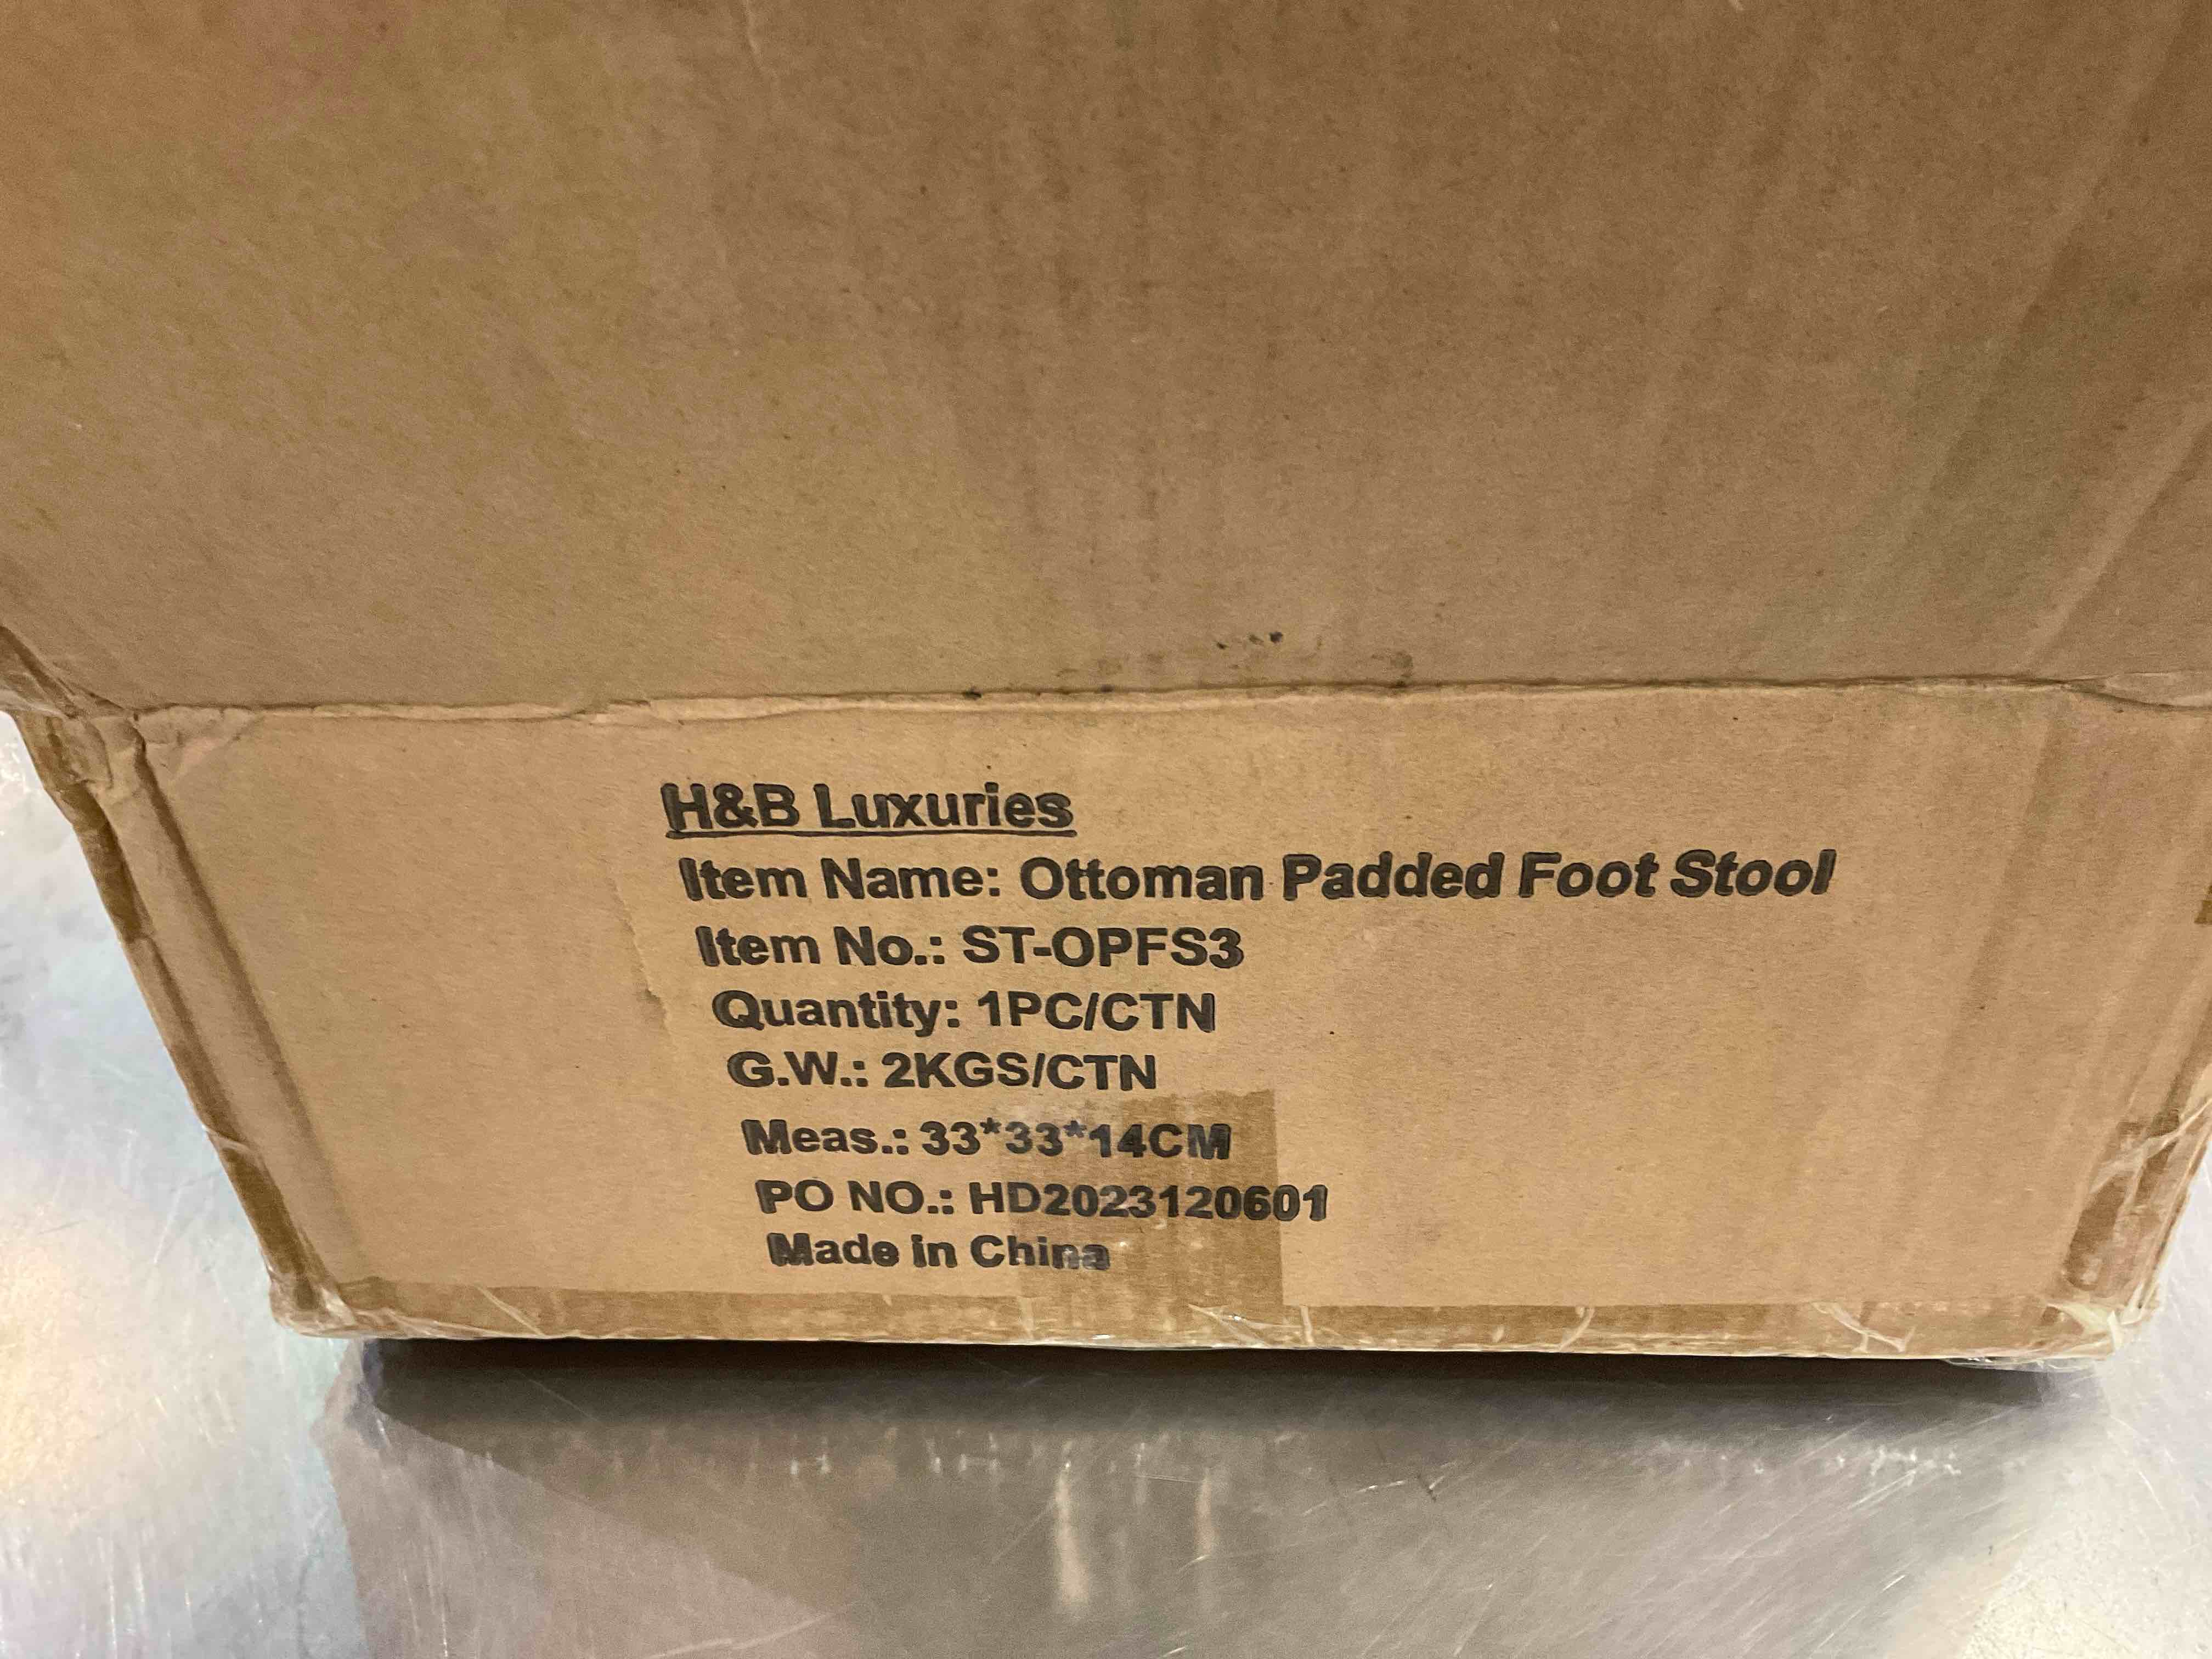 H&B Luxuries
Item Name: Ottoman Padded Foot Stool
Item No.: ST-OPFS3
Quantity: 1PC/CTN
G.W.: 2KGS/CTN
Meas.: 33*33*14CM
PO NO.: HD2023120601
Made in China